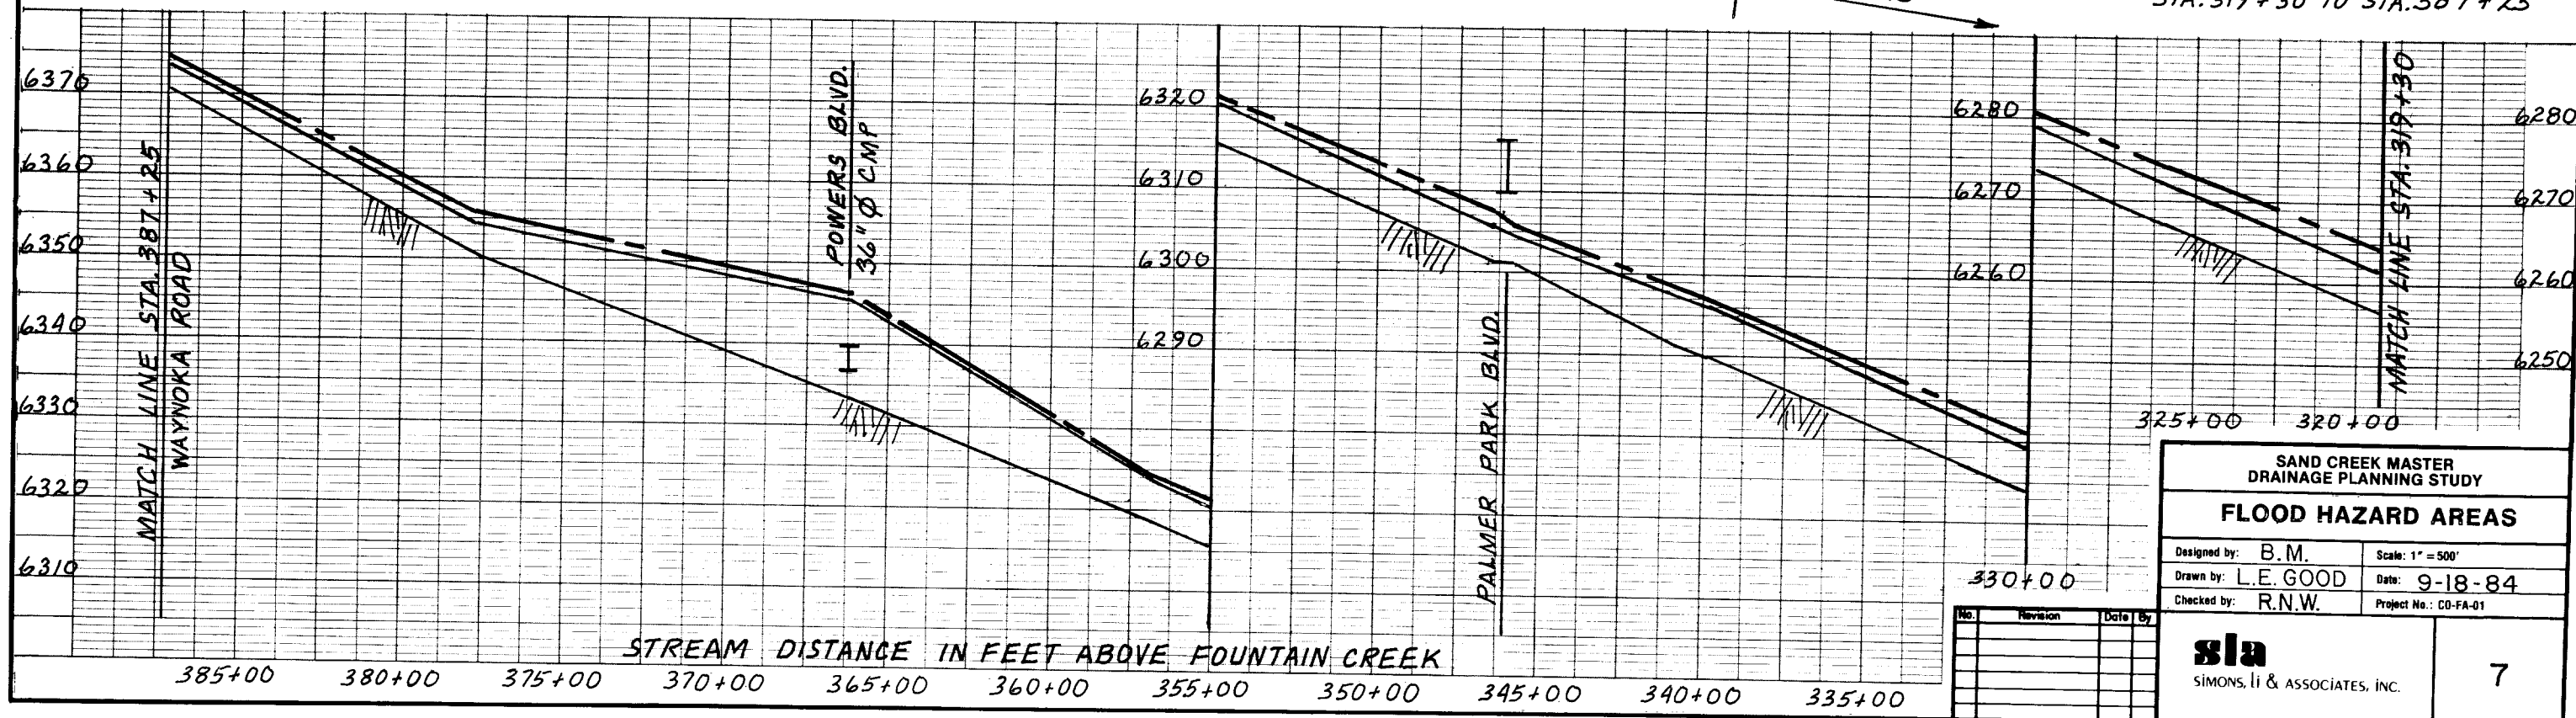 STA. 319+30 TO STA. 387+25
6370
6360
6350
6340
6330
6320
6310
MATCH LINE STA. 387+25
WAYNOKA ROAD
POWERS BLVD.
36" Ø CMP
6320
6310
6300
6290
PALMER PARK BLVD.
6280
6270
6260
MATCH LINE STA. 319+30
6280
6270
6260
6250
325+00 320+00
330+00
STREAM DISTANCE IN FEET ABOVE FOUNTAIN CREEK
385+00 380+00 375+00 370+00 365+00 360+00 355+00 350+00 345+00 340+00 335+00
SAND CREEK MASTER
DRAINAGE PLANNING STUDY
FLOOD HAZARD AREAS
Designed by: B.M. Scale: 1" = 500'
Drawn by: L.E. GOOD Date: 9-18-84
Checked by: R.N.W. Project No.: CO-FA-01
No. Revision Date By
sla
SIMONS, li & ASSOCIATES, INC.
7